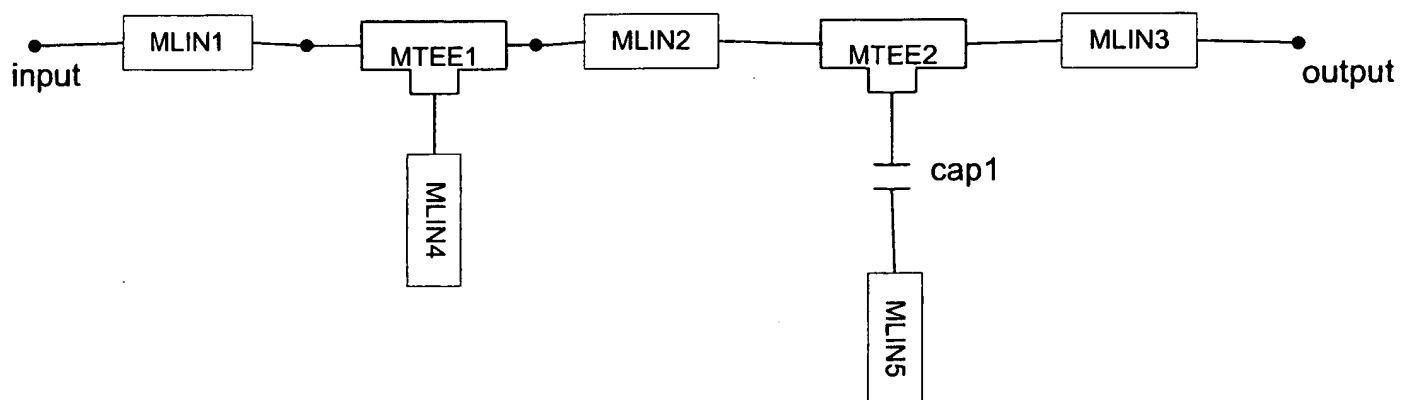 MLIN1
MTEE1
MLIN2
MTEE2
MLIN3
input
output
MLIN4
cap1
MLIN5